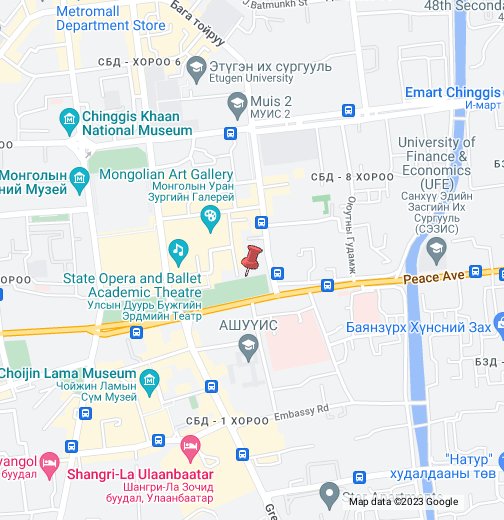 J.Batmunkh St
48th Seconda
Metromall
Department Store
Бага тойруу
СБД - ХОРОО 6
Этүгэн их сургууль
Etugen University
Emart Chinggis
И-март
Muis 2
МУИС 2
Chinggis Khaan
National Museum
University of
Finance &
Economics
(UFE)
Санхүү Эдийн
Засгийн Их
Сургууль
(СЭЗИС)
Монголын
ний Музей
Mongolian Art Gallery
Монголын Уран
Зургийн Галерей
СБД - 8 ХОРОО
Оюутны Гудамж
State Opera and Ballet
Academic Theatre
Улсын Дуурь Бүжгийн
Эрдмийн Театр
Peace Ave
АШУУИС
Баянзүрх Хүнсний Зах
БЗД -
Choijin Lama Museum
Чойжин Ламын
Сүм Музей
СБД - 1 ХОРОО
Embassy Rd
yangol
буудал
Shangri-La Ulaanbaatar
Шангри-Ла Зочид
буудал, Улаанбаатар
"Натур"
худалдааны төв
Gre
Map data ©2023 Google